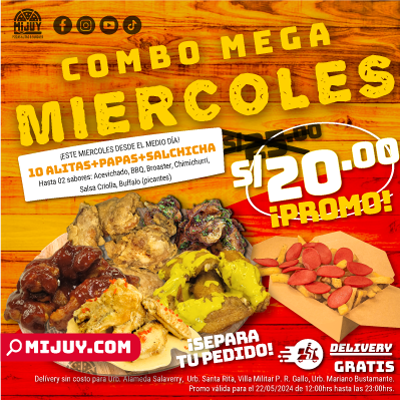 MIJUY
COMBO MEGA
MIERCOLES
¡ESTE MIERCOLES DESDE EL MEDIO DÍA!
10 ALITAS+PAPAS+SALCHICHA
Hasta 02 sabores: Acevichado, BBQ, Broaster, Chimichurri,
Salsa Criolla, Buffalo (picantes)
S/20.00
¡PROMO!
MIJUY.COM
¡SEPARA
TU PEDIDO!
DELIVERY
GRATIS
Delívery sin costo para Urb. Alameda Salaverry, Urb. Santa Rita, Villa Militar P. R. Gallo, Urb. Mariano Bustamante.
Promo válida para el 22/05/2024 de 12:00hrs hasta las 23:00hrs.